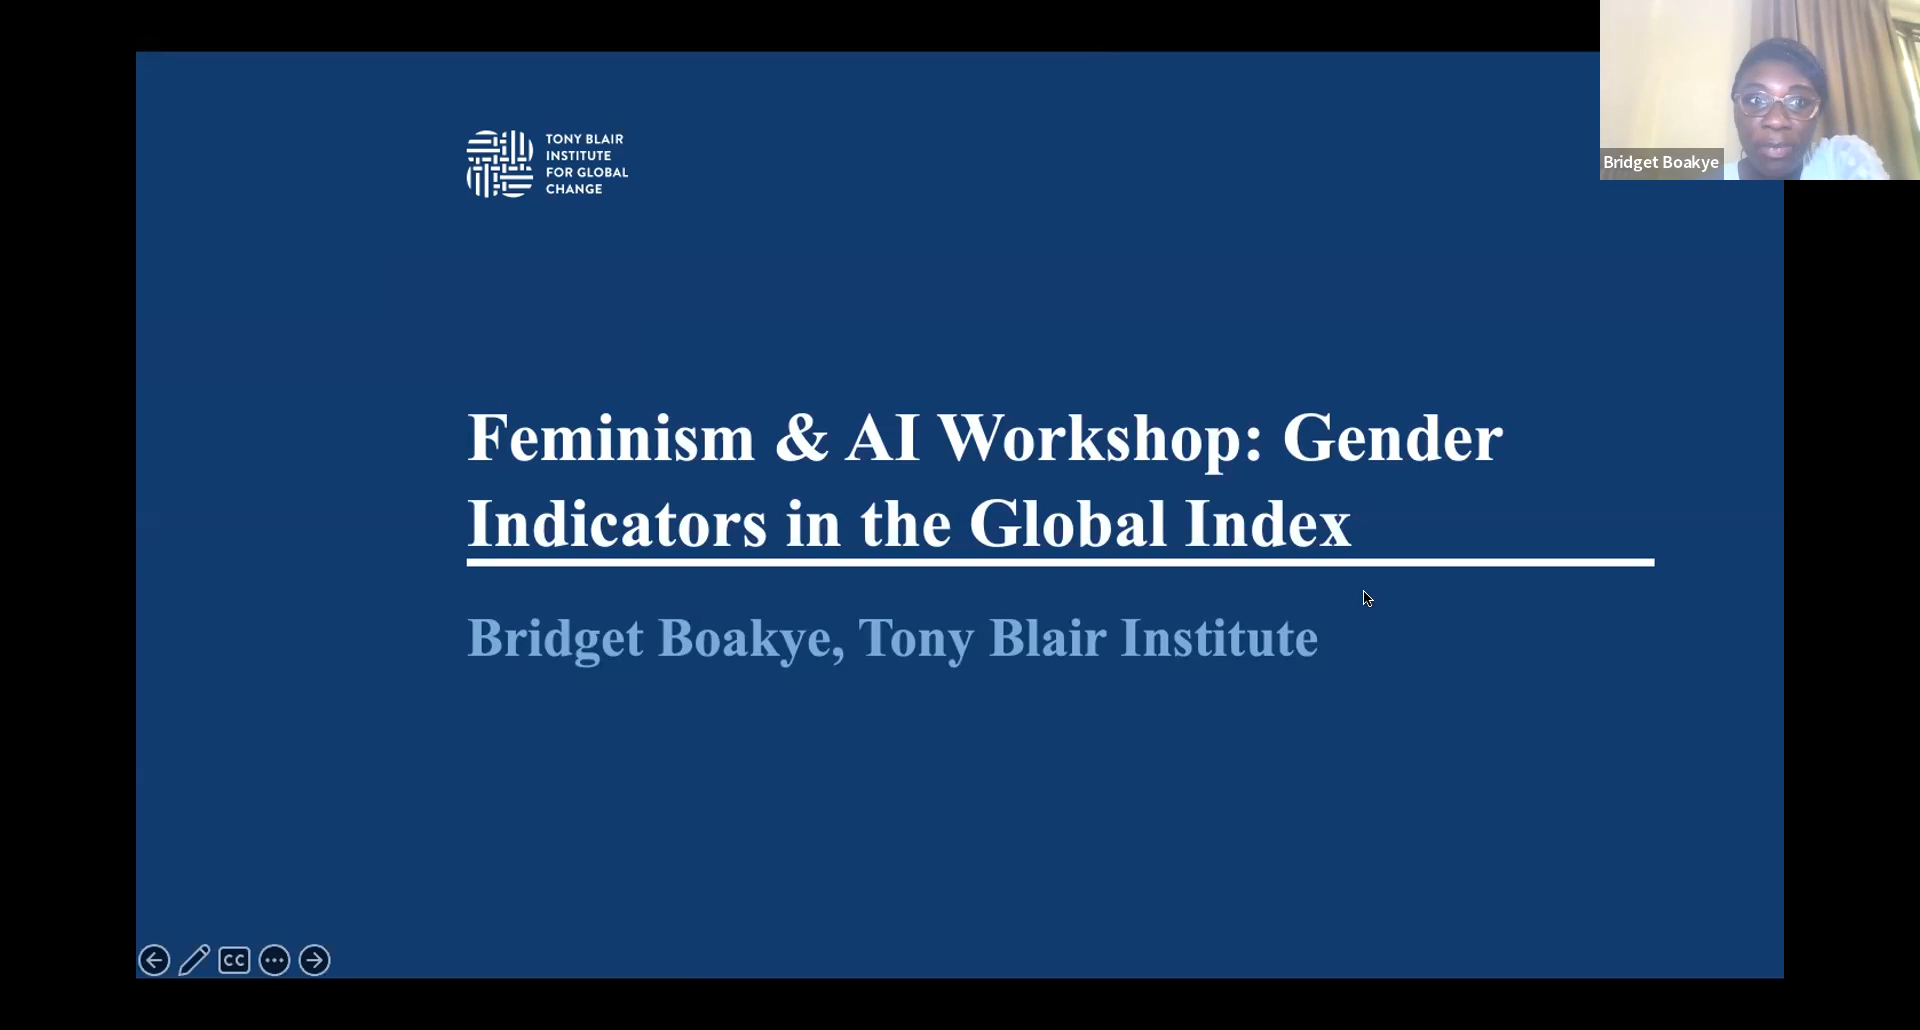 TONY BLAIR
INSTITUTE
FOR GLOBAL
CHANGE
Bridget Boakye
Feminism & AI Workshop: Gender
Indicators in the Global Index
Bridget Boakye, Tony Blair Institute
CC